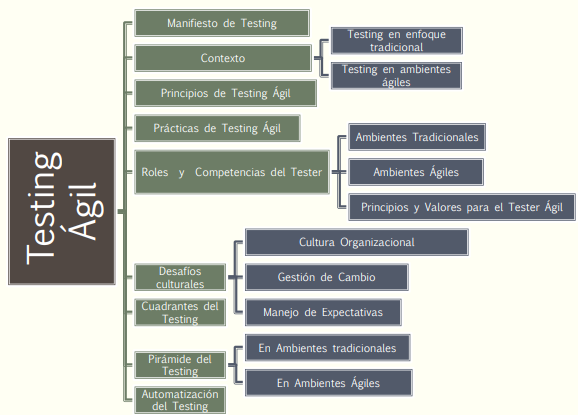 Testing
Ágil
Manifiesto de Testing
Contexto
Testing en enfoque
tradicional
Testing en ambientes
ágiles
Principios de Testing Ágil
Prácticas de Testing Ágil
Roles y Competencias del Tester
Ambientes Tradicionales
Ambientes Ágiles
Principios y Valores para el Tester Ágil
Desafíos
culturales
Cultura Organizacional
Gestión de Cambio
Manejo de Expectativas
Cuadrantes del
Testing
Pirámide del
Testing
En Ambientes tradicionales
En Ambientes Ágiles
Automatización
del Testing